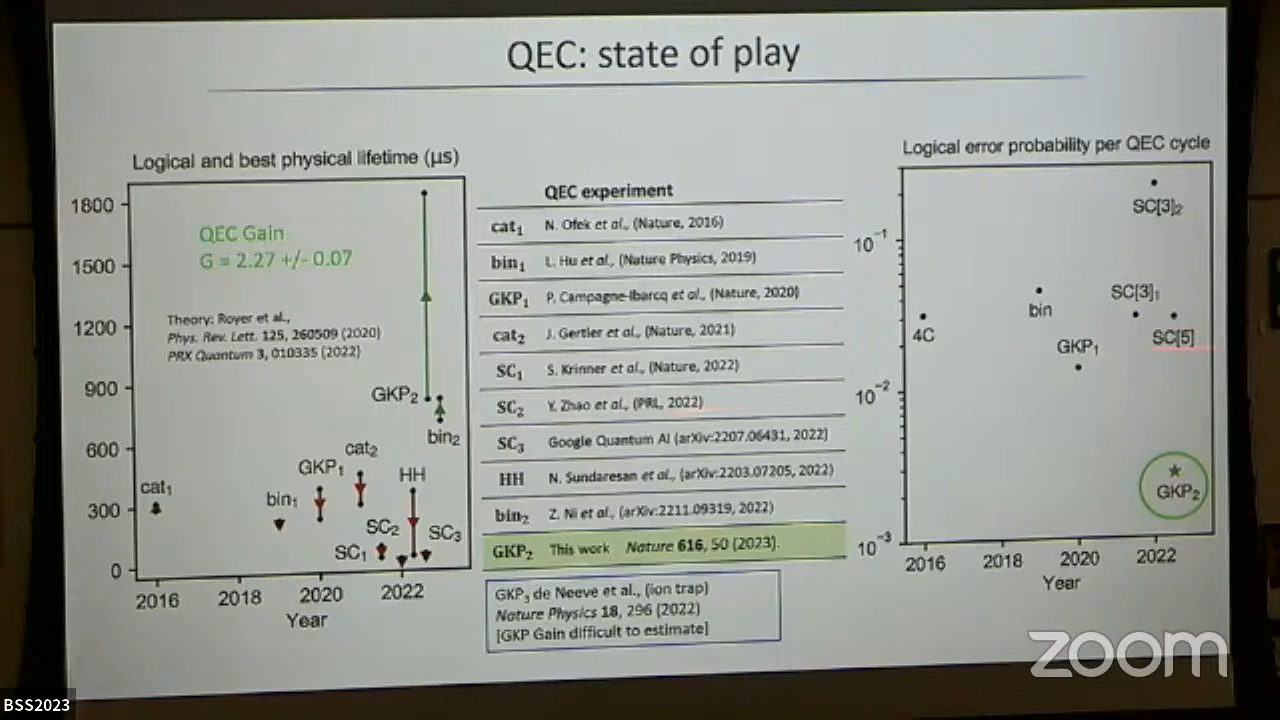 QEC: state of play
Logical and best physical lifetime (µs)
1800
1500
1200
900
600
300
0
QEC Gain
G = 2.27 +/- 0.07
Theory: Royer et al.,
Phys. Rev. Lett. 125, 260509 (2020)
PRX Quantum 3, 010335 (2022)
GKP2
bin2
cat2
GKP1
HH
cat1
bin1
SC2
SC3
SC1
2016
2018
2020
2022
Year
QEC experiment
cat1 N. Ofek et al., (Nature, 2016)
bin1 L. Hu et al., (Nature Physics, 2019)
GKP1 P. Campagne-Ibarcq et al., (Nature, 2020)
cat2 J. Gertler et al., (Nature, 2021)
SC1 S. Krinner et al., (Nature, 2022)
SC2 Y. Zhao et al., (PRL, 2022)
SC3 Google Quantum AI (arXiv:2207.06431, 2022)
HH N. Sundaresan et al., (arXiv:2203.07205, 2022)
bin2 Z. Ni et al., (arXiv:2211.09319, 2022)
GKP2 This work Nature 616, 50 (2023).
GKP3 de Neeve et al., (ion trap)
Nature Physics 18, 296 (2022)
[GKP Gain difficult to estimate]
Logical error probability per QEC cycle
10−1
10−2
10−3
SC[3]2
SC[3]1
bin
4C
SC[5]
GKP1
GKP2
2016
2018
2020
2022
Year
zoom
BSS2023